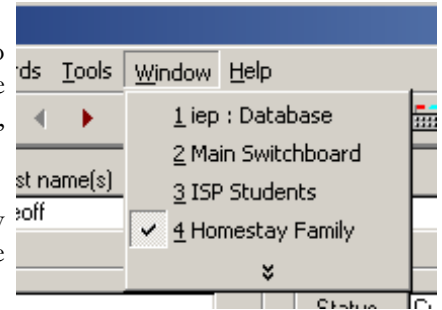 rds Tools Window Help
1 iep : Database
2 Main Switchboard
st name(s)
3 ISP Students
eoff
4 Homestay Family
Status Cu